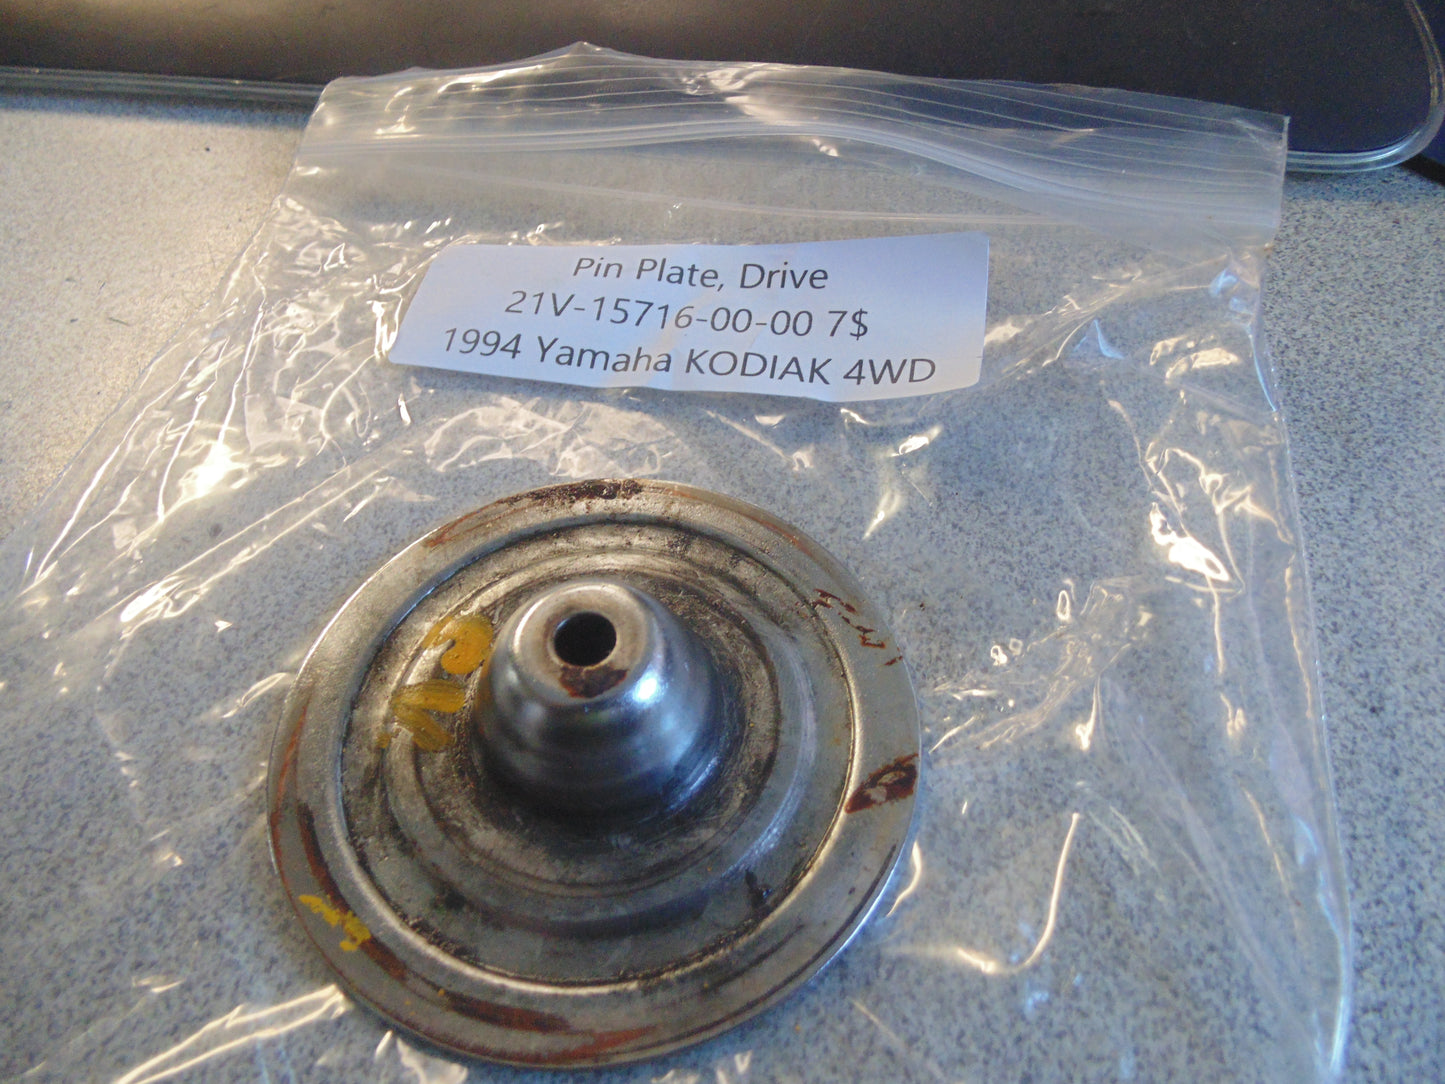 Pin Plate, Drive
21V-15716-00-00 7$
1994 Yamaha KODIAK 4WD